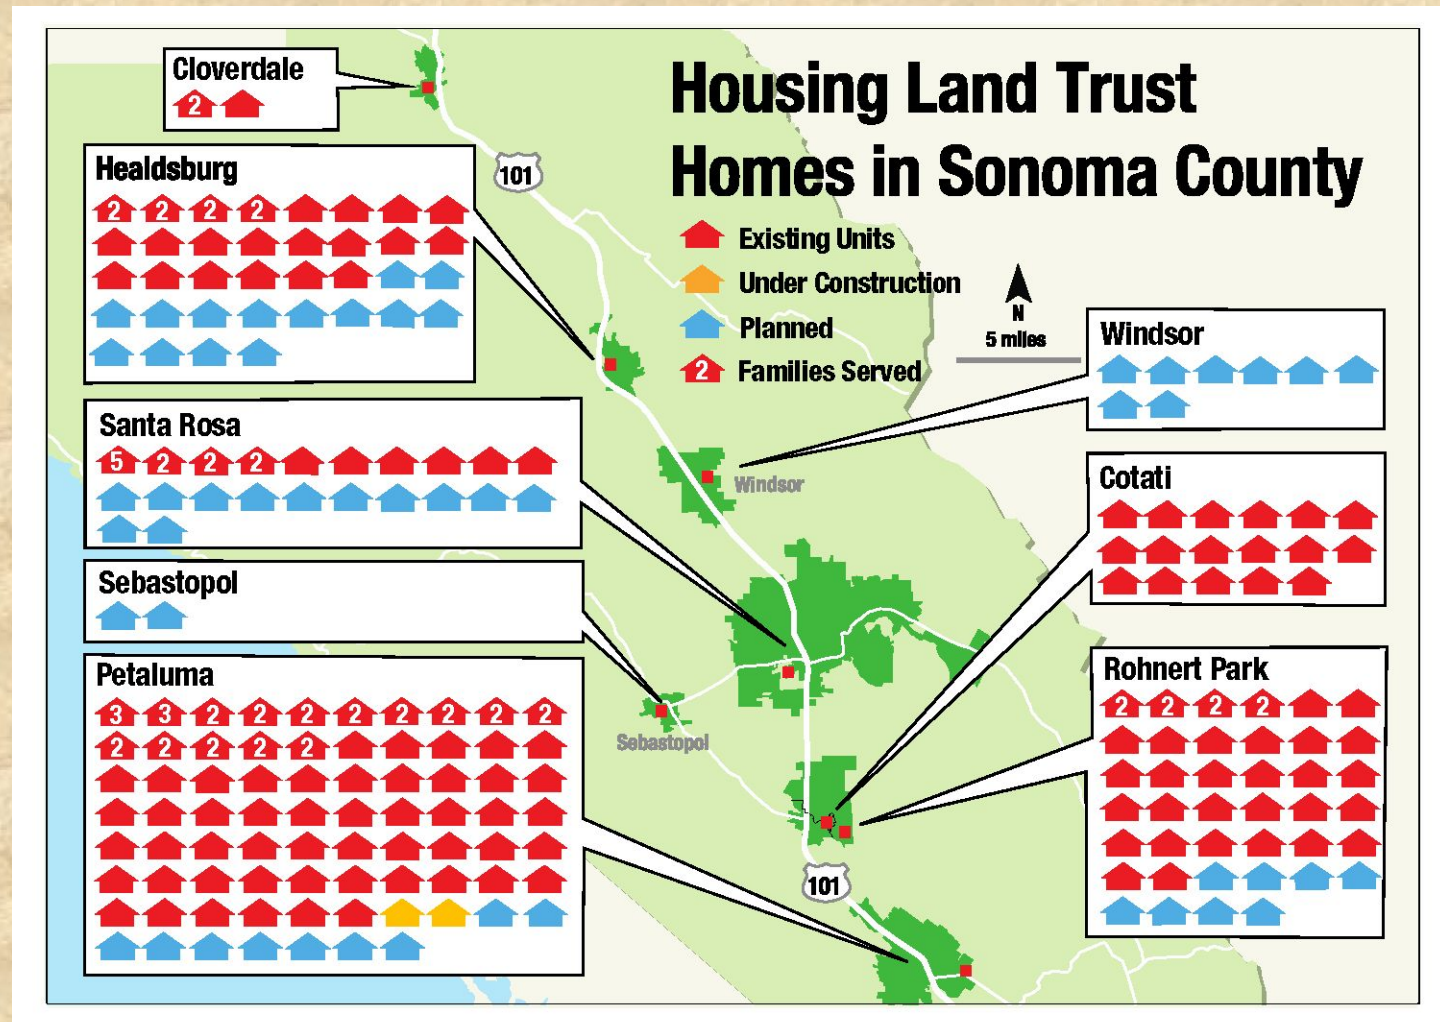 Housing Land Trust
Homes in Sonoma County
Existing Units
Under Construction
Planned
2 Families Served
N
5 miles
101
Cloverdale
2
Healdsburg
2 2 2 2
Santa Rosa
5 2 2 2
Sebastopol
Petaluma
3 3 2 2 2 2 2 2 2 2
2 2 2 2 2
Windsor
Windsor
Cotati
Rohnert Park
2 2 2 2
Sebastopol
101